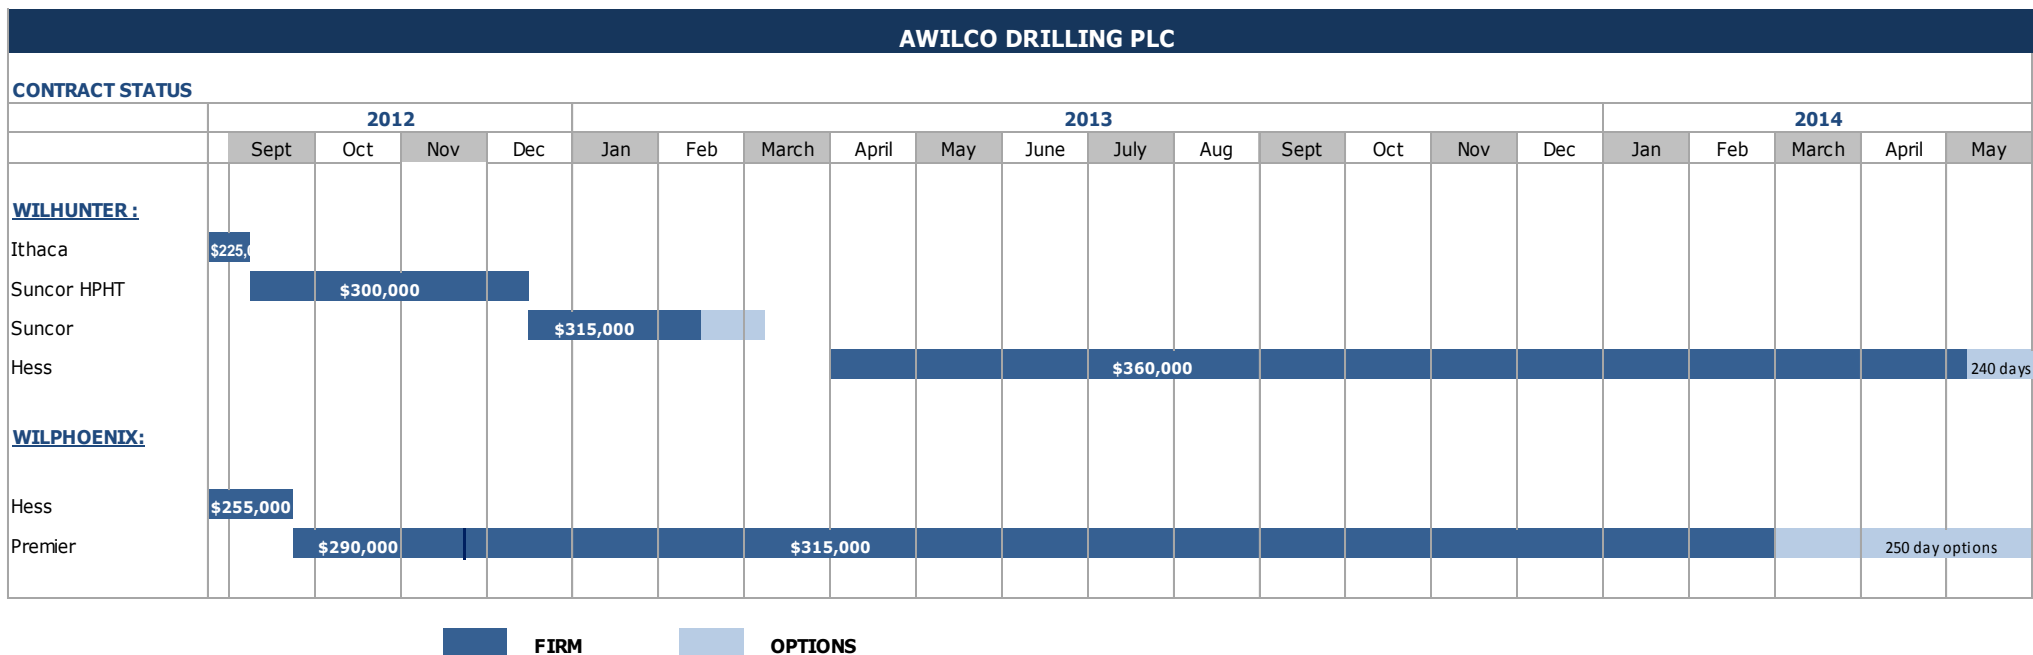 AWILCO DRILLING PLC
CONTRACT STATUS
2012 2013 2014
Sept Oct Nov Dec Jan Feb March April May June July Aug Sept Oct Nov Dec Jan Feb March April May
WILHUNTER :
Ithaca $225,
Suncor HPHT $300,000
Suncor $315,000
Hess $360,000 240 days
WILPHOENIX:
Hess $255,000
Premier $290,000 $315,000 250 day options
FIRM OPTIONS